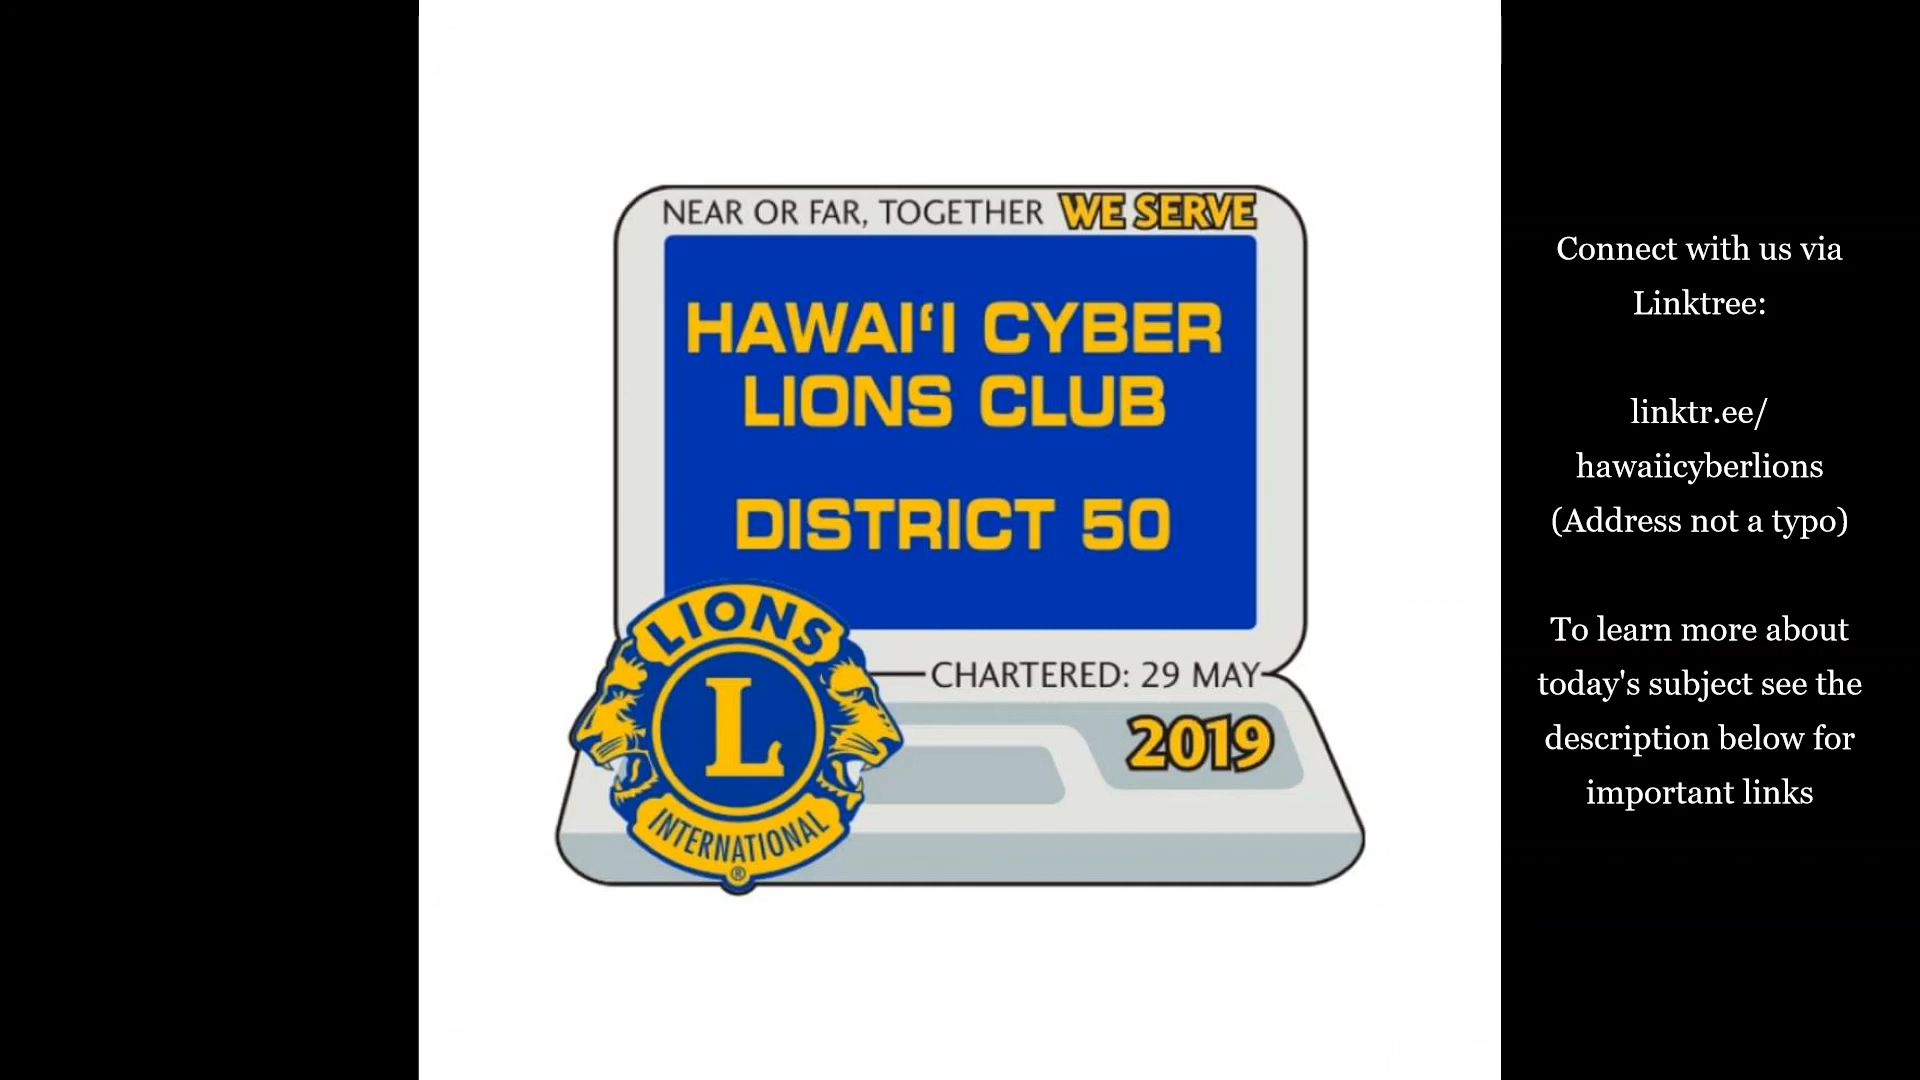 NEAR OR FAR, TOGETHER WE SERVE
HAWAI‘I CYBER
LIONS CLUB
DISTRICT 50
LIONS
L
INTERNATIONAL
®
CHARTERED: 29 MAY
2019
Connect with us via
Linktree:
linktr.ee/
hawaiicyberlions
(Address not a typo)
To learn more about
today's subject see the
description below for
important links